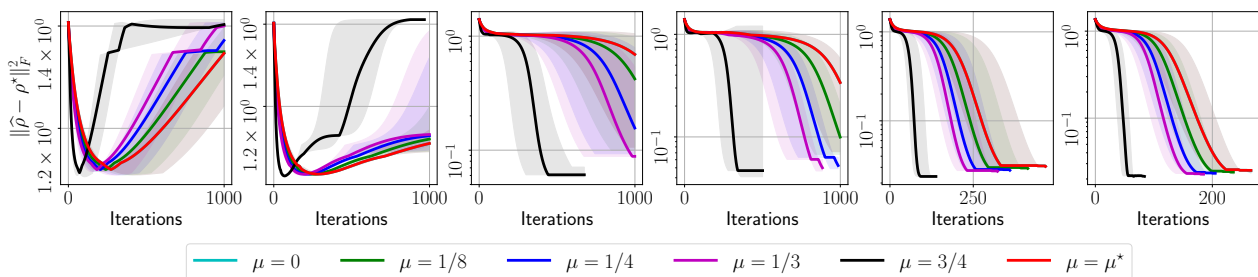 ‖ρ̂ − ρ⋆‖²_F
1.4 × 10⁰
1.2 × 10⁰
0
1000
Iterations
1.4 × 10⁰
1.2 × 10⁰
0
1000
Iterations
10⁰
10⁻¹
0
1000
Iterations
10⁰
10⁻¹
0
1000
Iterations
10⁰
10⁻¹
0
250
Iterations
10⁰
10⁻¹
0
200
Iterations
μ = 0
μ = 1/8
μ = 1/4
μ = 1/3
μ = 3/4
μ = μ⋆